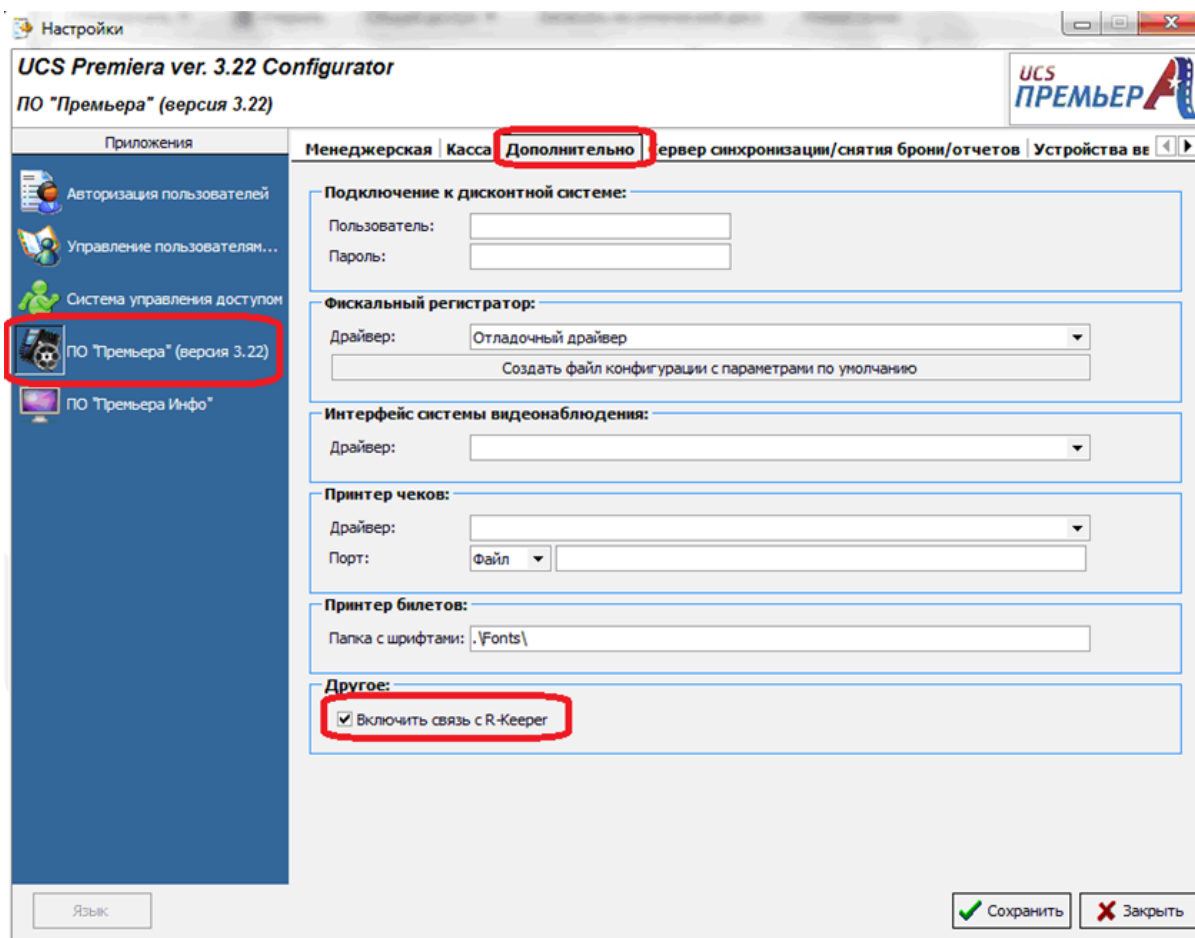 Настройки
UCS Premiera ver. 3.22 Configurator
ПО "Премьера" (версия 3.22)
UCS
ПРЕМЬЕРА
Приложения
Менеджерская Касса Дополнительно Сервер синхронизации/снятия брони/отчетов Устройства вв
Авторизация пользователей
Управление пользователям...
Система управления доступом
ПО "Премьера" (версия 3.22)
ПО "Премьера Инфо"
Подключение к дисконтной системе:
Пользователь:
Пароль:
Фискальный регистратор:
Драйвер: Отладочный драйвер
Создать файл конфигурации с параметрами по умолчанию
Интерфейс системы видеонаблюдения:
Драйвер:
Принтер чеков:
Драйвер:
Порт: Файл
Принтер билетов:
Папка с шрифтами: .\Fonts\
Другое:
Включить связь с R-Keeper
Язык
Сохранить
Закрыть